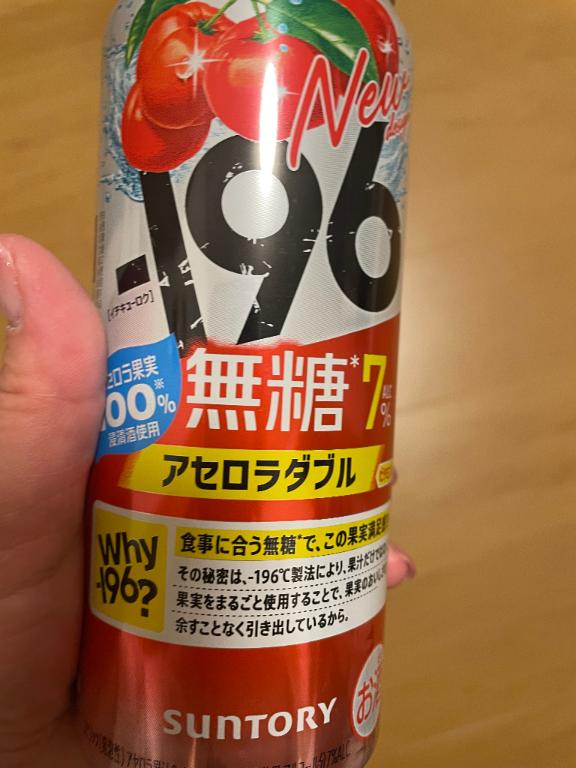 New
-196
[イチキューロク]
セロラ果実
100%※
浸漬酒使用
無糖* 7% ALC
アセロラダブル
Why
-196?
食事に合う無糖*で、この果実満足
その秘密は、-196℃製法により、果汁だけで
果実をまるごと使用することで、果実のおいし
余すことなく引き出しているから。
お酒
SUNTORY